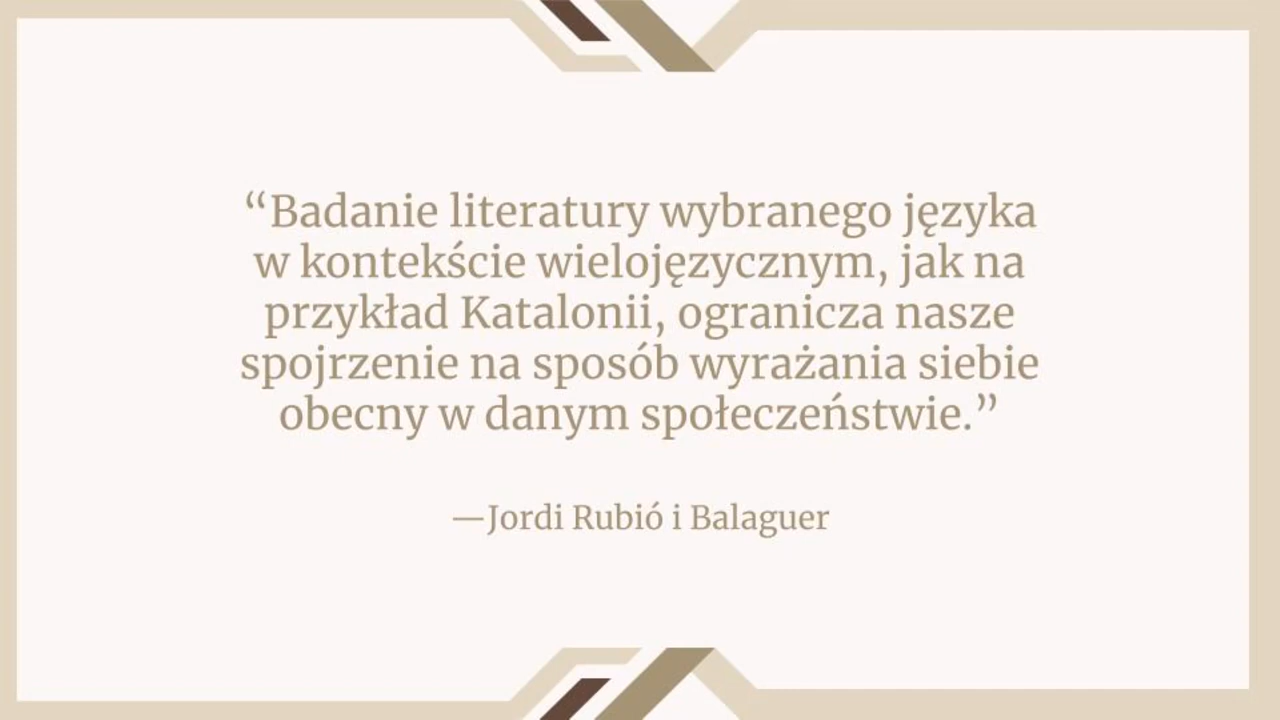 “Badanie literatury wybranego języka
w kontekście wielojęzycznym, jak na
przykład Katalonii, ogranicza nasze
spojrzenie na sposób wyrażania siebie
obecny w danym społeczeństwie.”
—Jordi Rubió i Balaguer